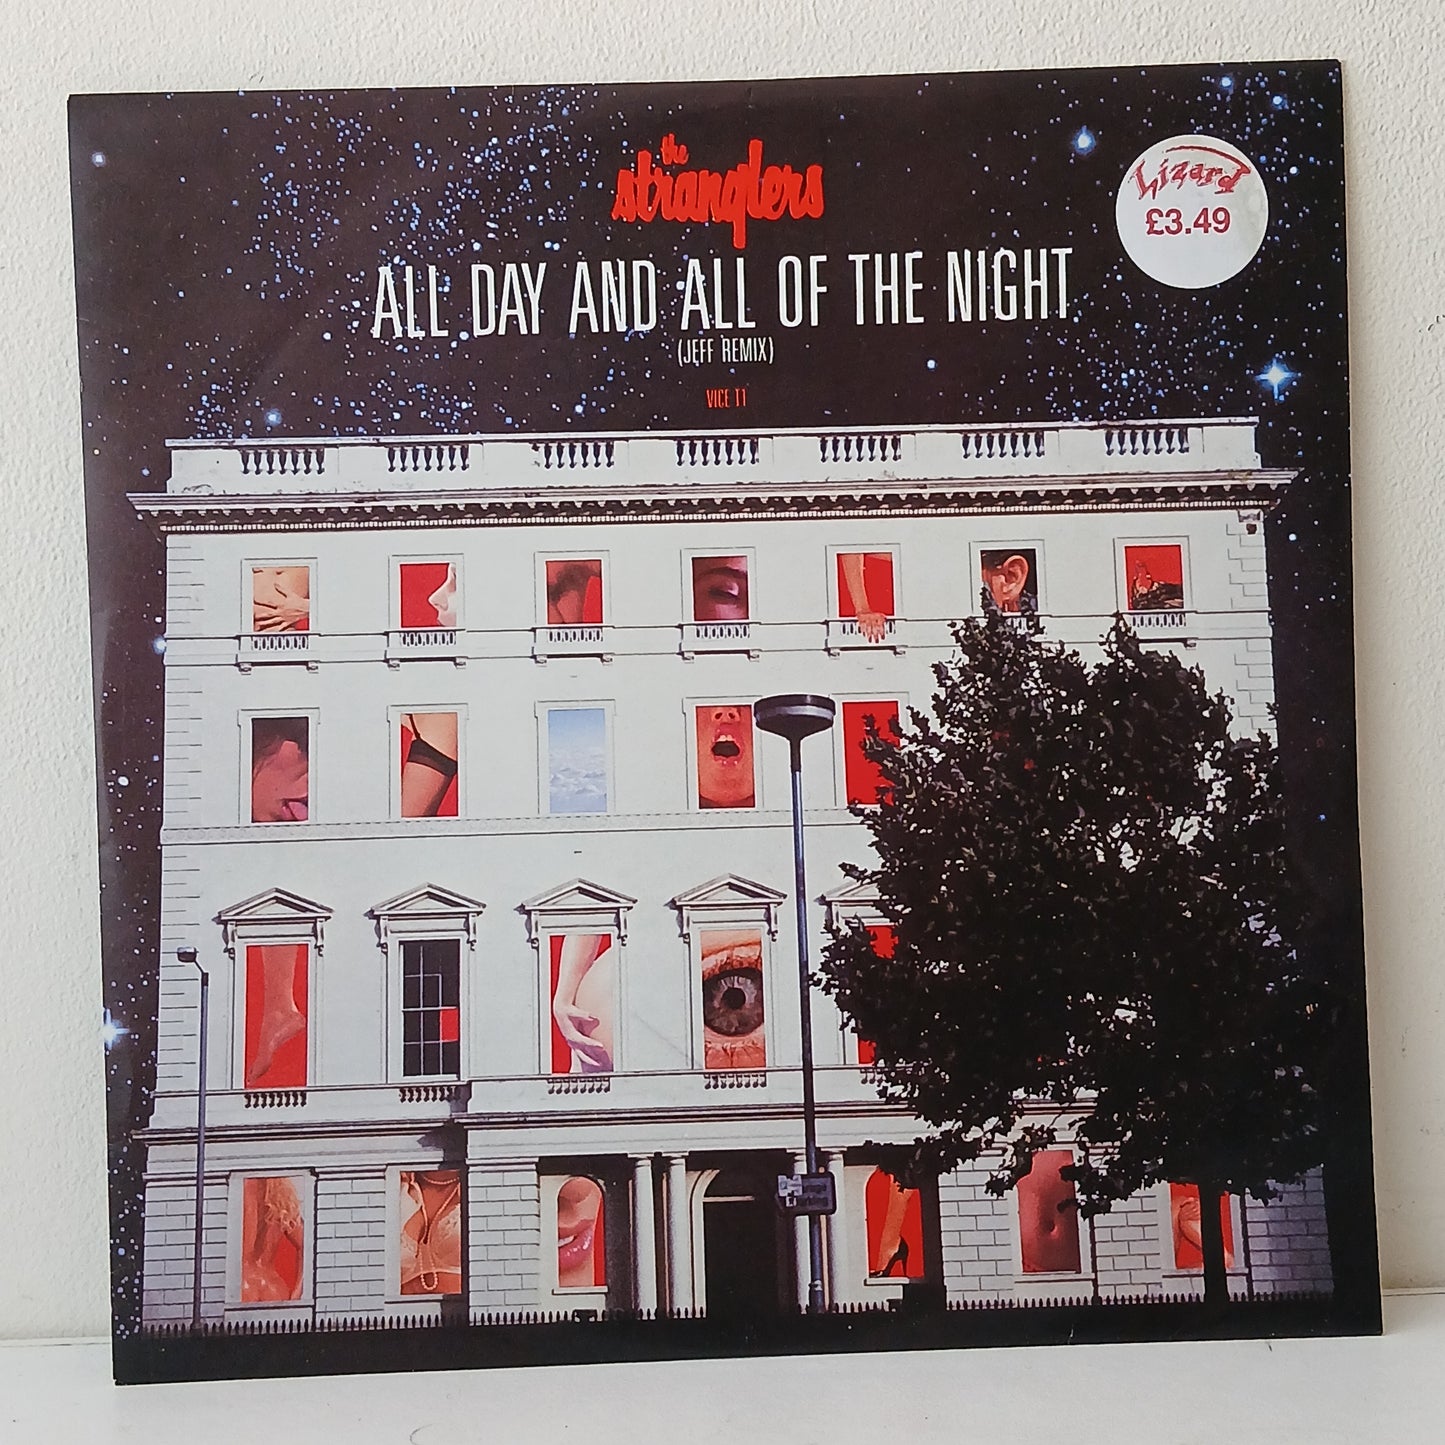 the
stranglers
ALL DAY AND ALL OF THE NIGHT
(JEFF REMIX)
VICE T1
Lizard
£3.49